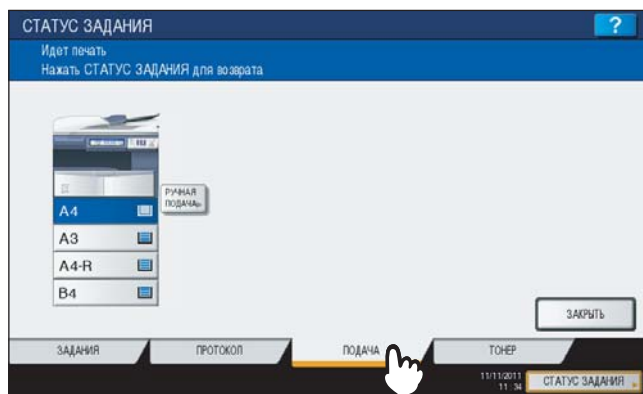 СТАТУС ЗАДАНИЯ
?
Идет печать
Нажать СТАТУС ЗАДАНИЯ для возврата
РУЧНАЯ
ПОДАЧА
A4
A3
A4-R
B4
ЗАКРЫТЬ
ЗАДАНИЯ
ПРОТОКОЛ
ПОДАЧА
ТОНЕР
11/11/2011
11 : 34
СТАТУС ЗАДАНИЯ